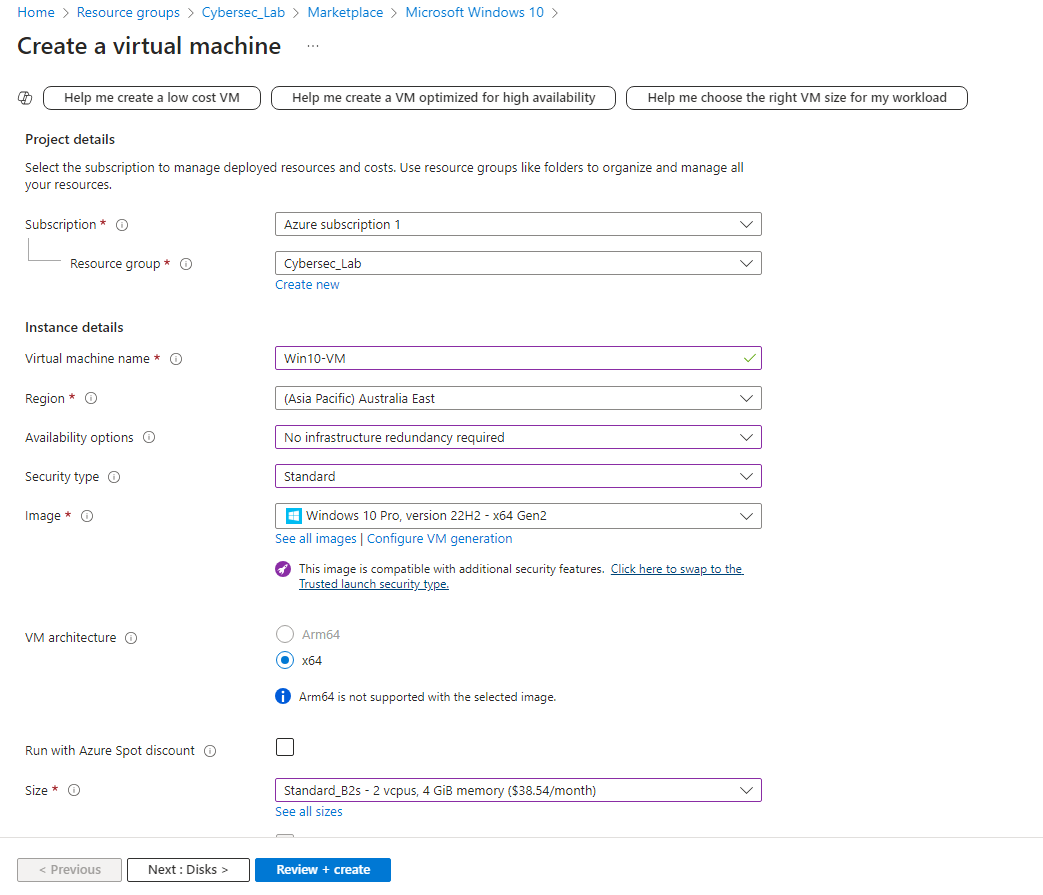 Home > Resource groups > Cybersec_Lab > Marketplace > Microsoft Windows 10 >
Create a virtual machine ...
Help me create a low cost VM Help me create a VM optimized for high availability Help me choose the right VM size for my workload
Project details
Select the subscription to manage deployed resources and costs. Use resource groups like folders to organize and manage all
your resources.
Subscription * Azure subscription 1
Resource group * Cybersec_Lab
Create new
Instance details
Virtual machine name * Win10-VM
Region * (Asia Pacific) Australia East
Availability options No infrastructure redundancy required
Security type Standard
Image * Windows 10 Pro, version 22H2 - x64 Gen2
See all images | Configure VM generation
This image is compatible with additional security features. Click here to swap to the
Trusted launch security type.
VM architecture Arm64
x64
Arm64 is not supported with the selected image.
Run with Azure Spot discount
Size * Standard_B2s - 2 vcpus, 4 GiB memory ($38.54/month)
See all sizes
< Previous Next : Disks > Review + create